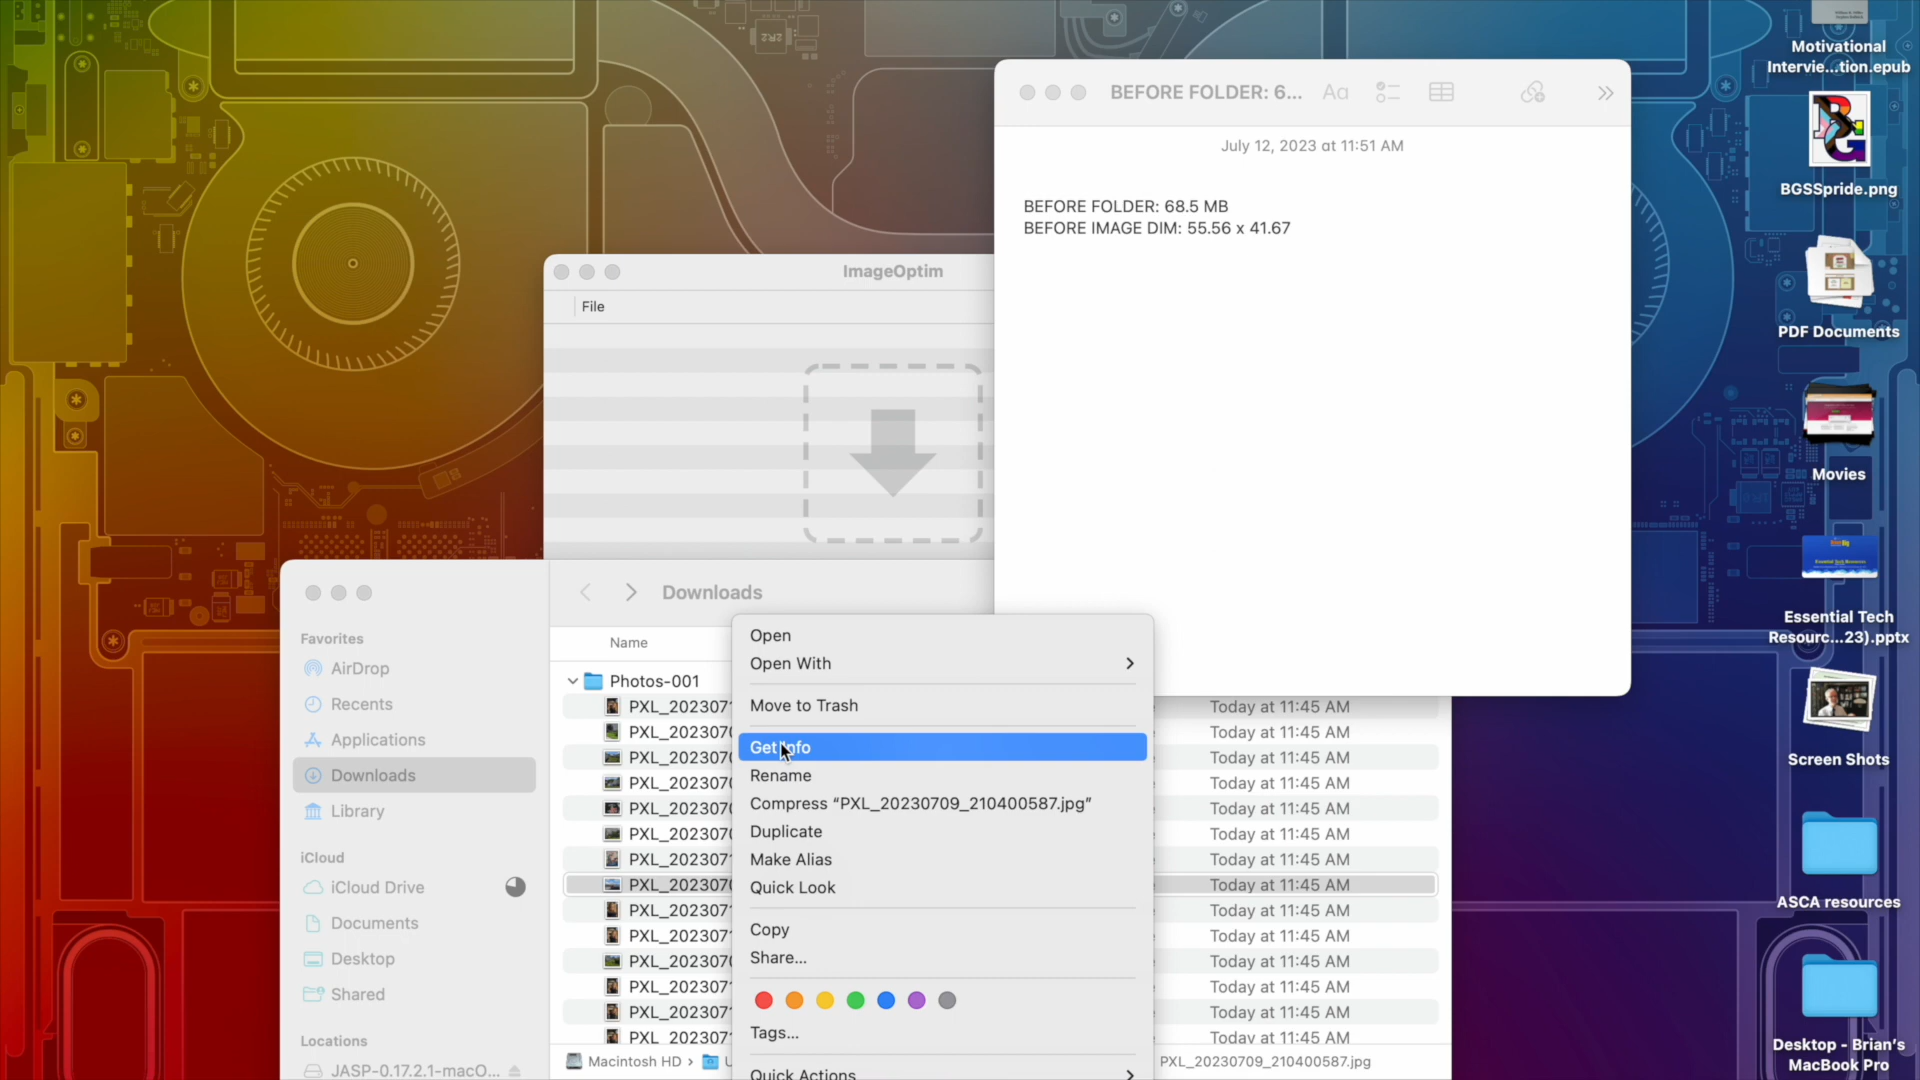 BEFORE FOLDER: 6...
Aa
July 12, 2023 at 11:51 AM
BEFORE FOLDER: 68.5 MB
BEFORE IMAGE DIM: 55.56 x 41.67
ImageOptim
File
Downloads
Favorites
AirDrop
Recents
Applications
Downloads
Library
iCloud
iCloud Drive
Documents
Desktop
Shared
Locations
JASP-0.17.2.1-macO...
Name
Photos-001
PXL_202307
PXL_202307
PXL_202307
PXL_202307
PXL_202307
PXL_202307
PXL_202307
PXL_202307
PXL_202307
PXL_202307
PXL_202307
PXL_202307
PXL_202307
PXL_202307
Open
Open With
Move to Trash
Get Info
Rename
Compress “PXL_20230709_210400587.jpg”
Duplicate
Make Alias
Quick Look
Copy
Share...
Tags...
Quick Actions
Today at 11:45 AM
Today at 11:45 AM
Today at 11:45 AM
Today at 11:45 AM
Today at 11:45 AM
Today at 11:45 AM
Today at 11:45 AM
Today at 11:45 AM
Today at 11:45 AM
Today at 11:45 AM
Today at 11:45 AM
Today at 11:45 AM
Today at 11:45 AM
Today at 11:45 AM
Macintosh HD › U
PXL_20230709_210400587.jpg
Motivational
Intervie...tion.epub
BGSSpride.png
PDF Documents
Movies
Essential Tech
Resourc...23).pptx
Screen Shots
ASCA resources
Desktop - Brian's
MacBook Pro